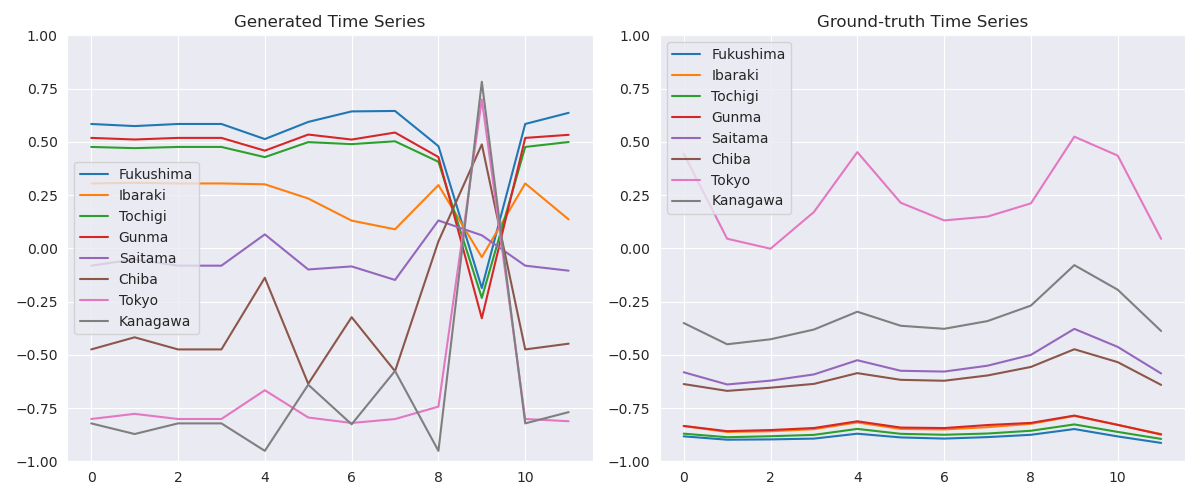 Generated Time Series
1.00
0.75
0.50
0.25
0.00
−0.25
−0.50
−0.75
−1.00
Fukushima
Ibaraki
Tochigi
Gunma
Saitama
Chiba
Tokyo
Kanagawa
0 2 4 6 8 10
Ground-truth Time Series
1.00
0.75
0.50
0.25
0.00
−0.25
−0.50
−0.75
−1.00
Fukushima
Ibaraki
Tochigi
Gunma
Saitama
Chiba
Tokyo
Kanagawa
0 2 4 6 8 10